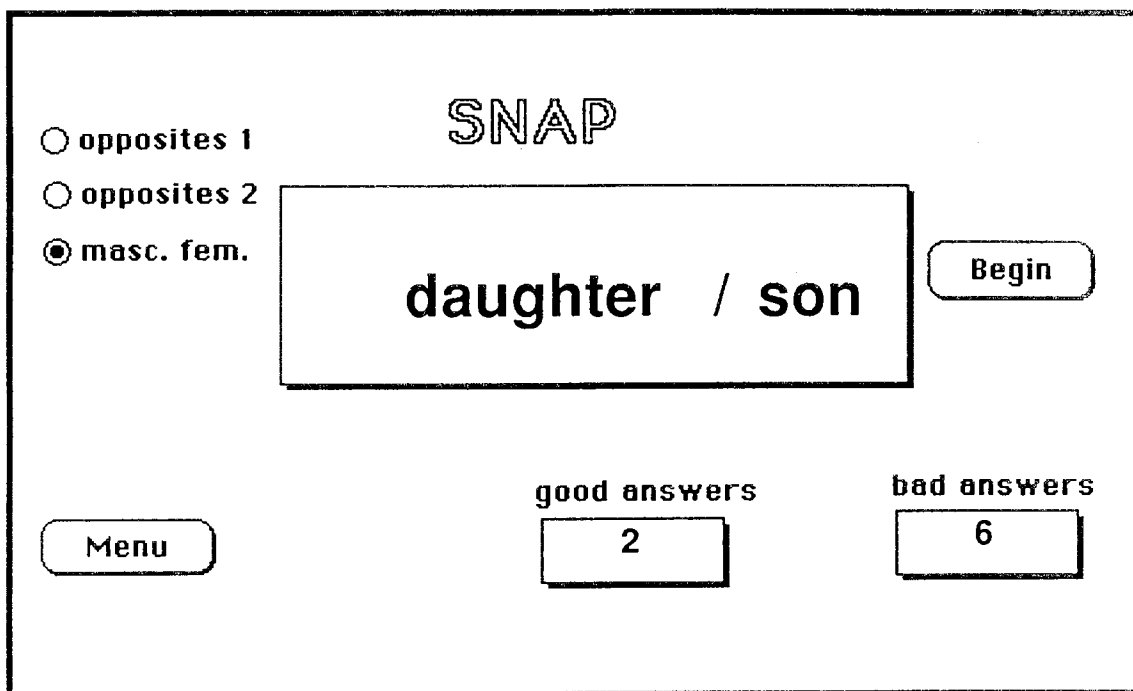 SNAP
opposites 1
opposites 2
masc. fem.
daughter / son
Begin
good answers
bad answers
2
6
Menu